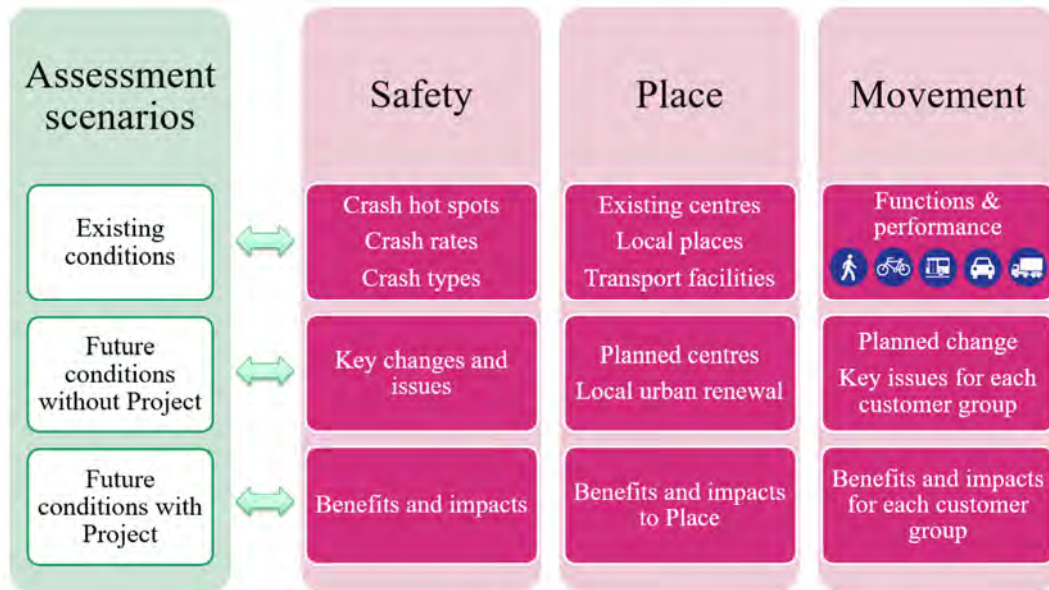 Assessment
scenarios
Safety
Place
Movement
Existing
conditions
Crash hot spots
Crash rates
Crash types
Existing centres
Local places
Transport facilities
Functions &
performance
Future
conditions
without Project
Key changes and
issues
Planned centres
Local urban renewal
Planned change
Key issues for each
customer group
Future
conditions with
Project
Benefits and impacts
Benefits and impacts
to Place
Benefits and impacts
for each customer
group